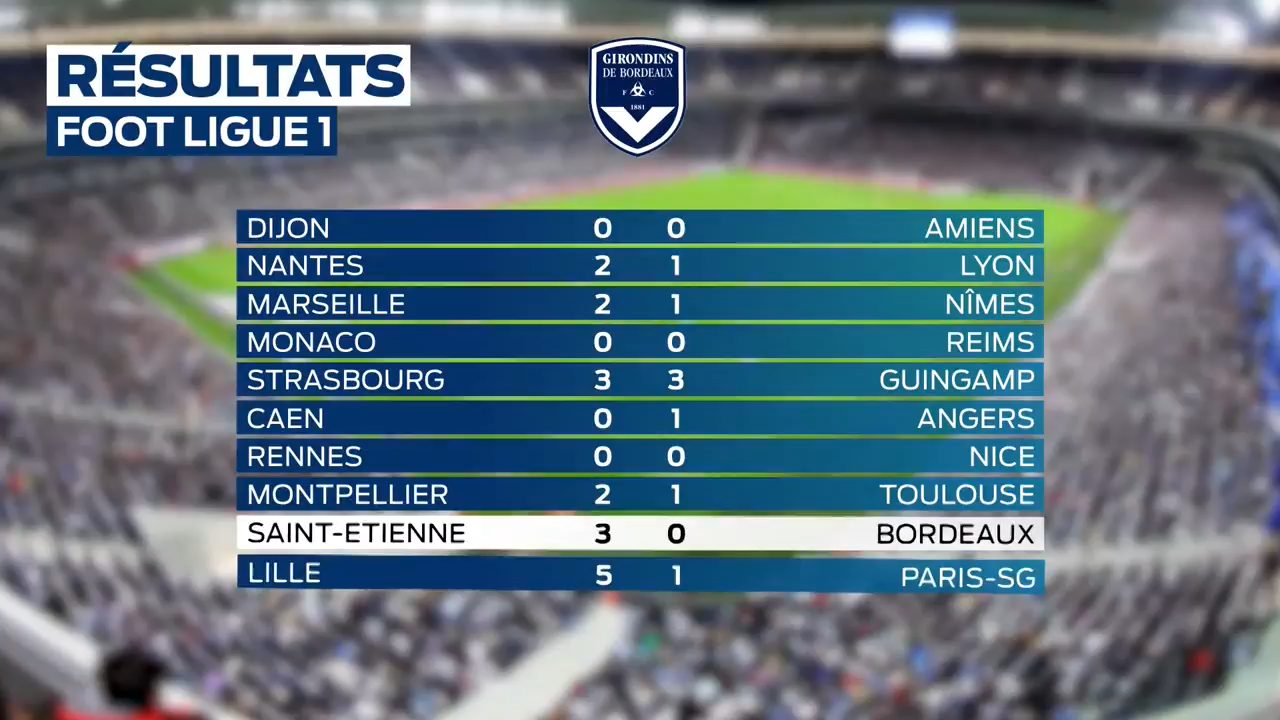 RÉSULTATS
FOOT LIGUE 1
GIRONDINS
DE BORDEAUX
F C
1881
DIJON 0 0 AMIENS
NANTES 2 1 LYON
MARSEILLE 2 1 NÎMES
MONACO 0 0 REIMS
STRASBOURG 3 3 GUINGAMP
CAEN 0 1 ANGERS
RENNES 0 0 NICE
MONTPELLIER 2 1 TOULOUSE
SAINT-ETIENNE 3 0 BORDEAUX
LILLE 5 1 PARIS-SG